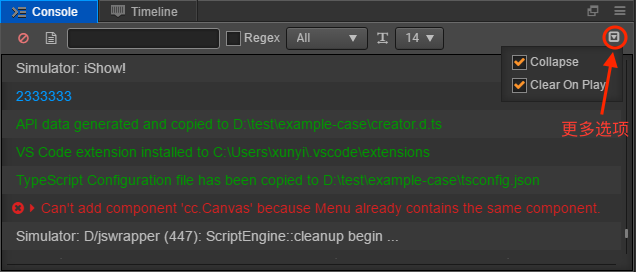 Console
Timeline
Regex
All
14
Collapse
Clear On Play
更多选项
Simulator: iShow!
2333333
API data generated and copied to D:\test\example-case\creator.d.ts
VS Code extension installed to C:\Users\xunyi\.vscode\extensions
TypeScript Configuration file has been copied to D:\test\example-case\tsconfig.json
Can't add component 'cc.Canvas' because Menu already contains the same component.
Simulator: D/jswrapper (447): ScriptEngine::cleanup begin ...